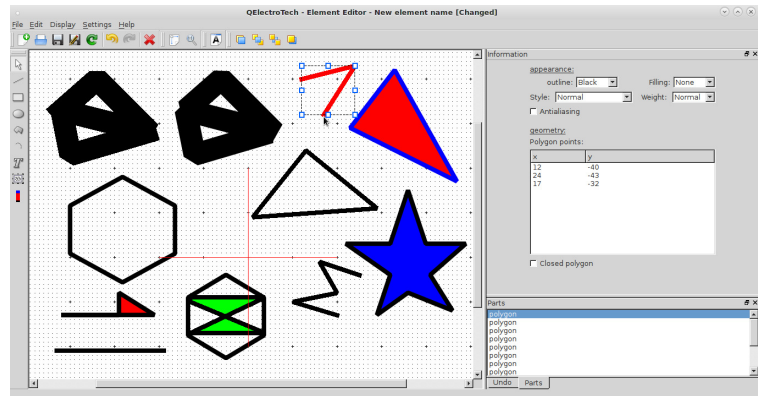 QElectroTech - Element Editor - New element name [Changed]
File Edit Display Settings Help
Information
appearance:
outline: Black Filling: None
Style: Normal Weight: Normal
Antialiasing
geometry:
Polygon points:
x y
12 -40
24 -43
17 -32
Closed polygon
Parts
polygon
polygon
polygon
polygon
polygon
polygon
polygon
polygon
Undo Parts